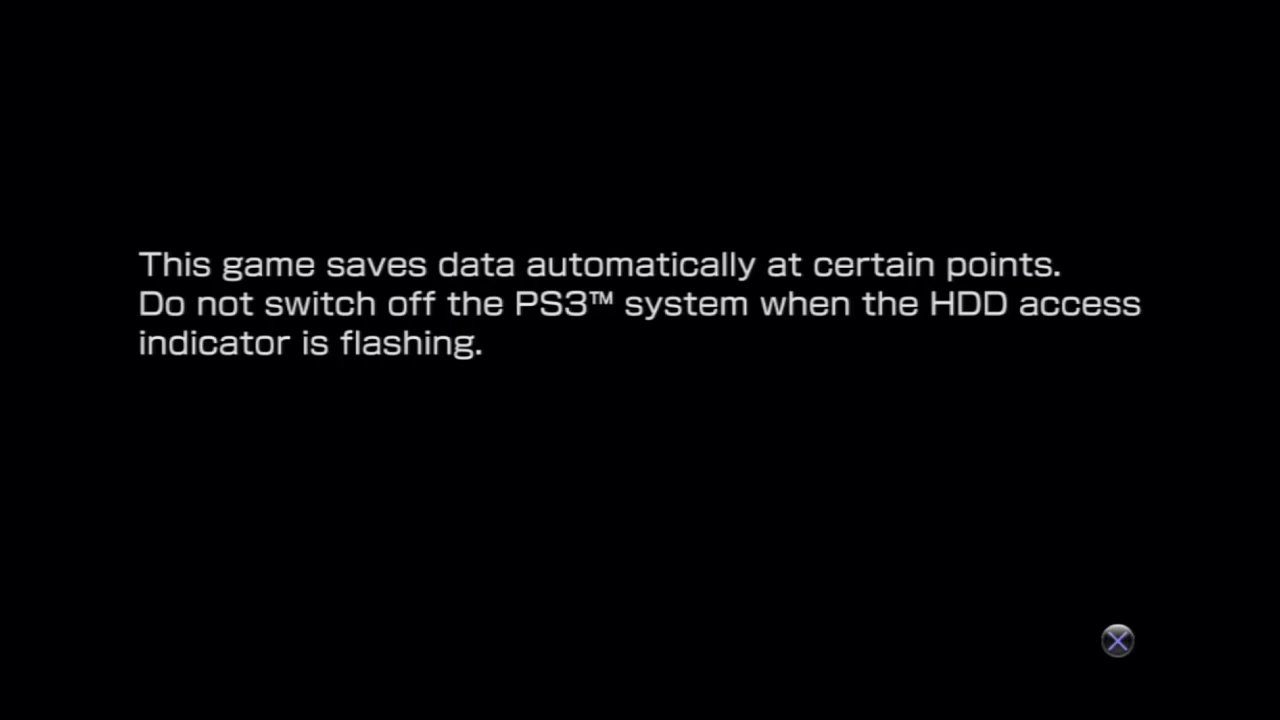 This game saves data automatically at certain points.
Do not switch off the PS3™ system when the HDD access
indicator is flashing.